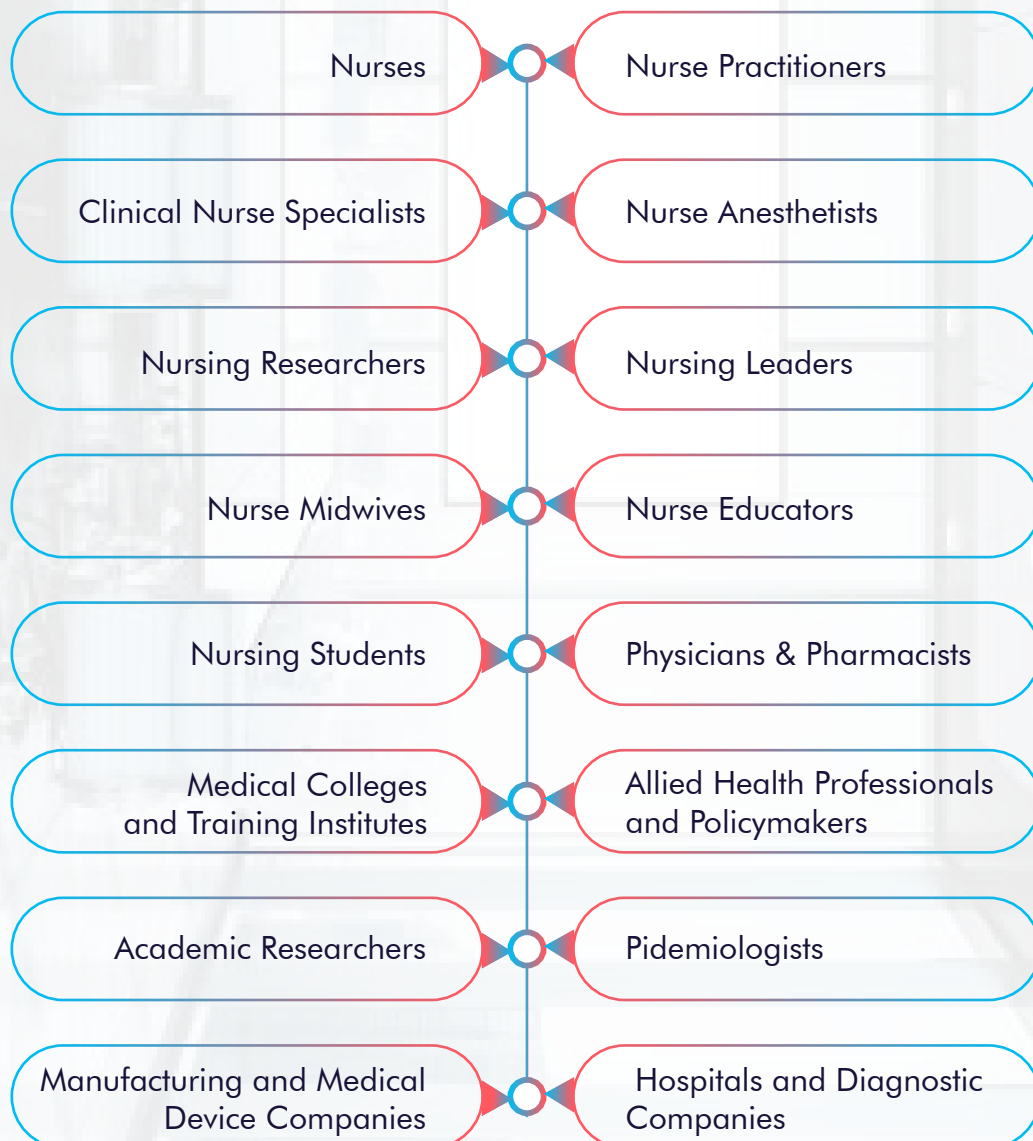 Nurses
Nurse Practitioners
Clinical Nurse Specialists
Nurse Anesthetists
Nursing Researchers
Nursing Leaders
Nurse Midwives
Nurse Educators
Nursing Students
Physicians & Pharmacists
Medical Colleges
and Training Institutes
Allied Health Professionals
and Policymakers
Academic Researchers
Pidemiologists
Manufacturing and Medical
Device Companies
Hospitals and Diagnostic
Companies